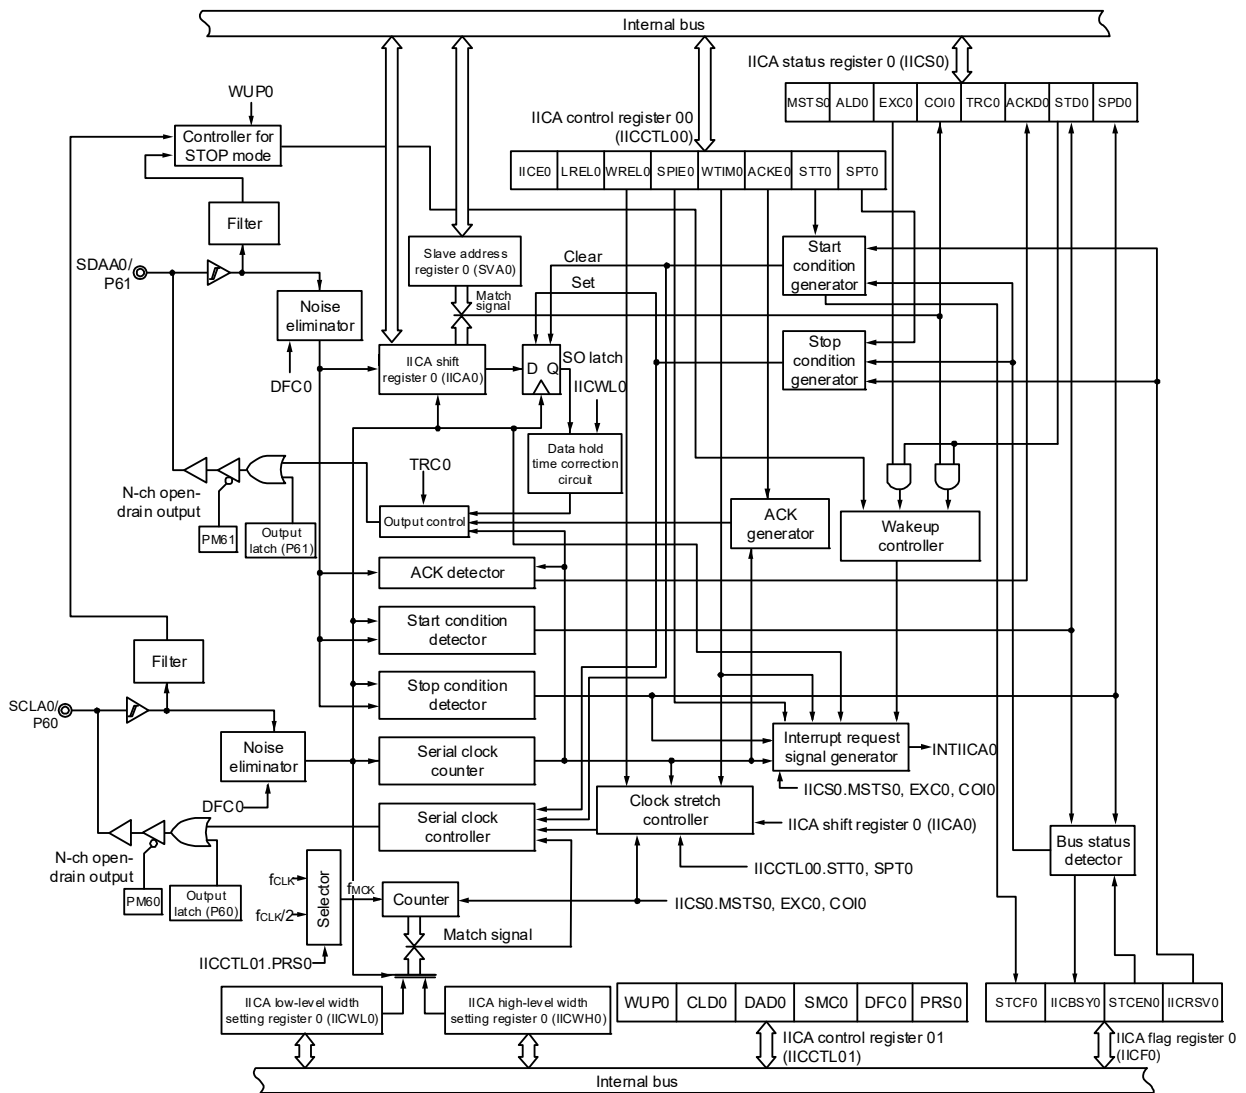 Internal bus
IICA status register 0 (IICS0)
MSTS0 ALD0 EXC0 COI0 TRC0 ACKD0 STD0 SPD0
WUP0
IICA control register 00
(IICCTL00)
Controller for
STOP mode
IICE0 LREL0 WREL0 SPIE0 WTIM0 ACKE0 STT0 SPT0
Filter
SDAA0/
P61
Slave address
register 0 (SVA0)
Clear
Set
Match
signal
Start
condition
generator
Noise
eliminator
DFC0
IICA shift
register 0 (IICA0)
D Q
SO latch
IICWL0
Stop
condition
generator
Data hold
time correction
circuit
TRC0
N-ch open-
drain output
PM61
Output
latch (P61)
Output control
ACK
generator
Wakeup
controller
ACK detector
Start condition
detector
Filter
Stop condition
detector
SCLA0/
P60
Noise
eliminator
DFC0
Serial clock
counter
Interrupt request
signal generator
INTIICA0
IICS0.MSTS0, EXC0, COI0
Serial clock
controller
Clock stretch
controller
IICA shift register 0 (IICA0)
Bus status
detector
N-ch open-
drain output
PM60
Output
latch (P60)
IICCTL00.STT0, SPT0
fCLK
fCLK/2
Selector
fMCK
Counter
IICS0.MSTS0, EXC0, COI0
Match signal
IICCTL01.PRS0
IICA low-level width
setting register 0 (IICWL0)
IICA high-level width
setting register 0 (IICWH0)
WUP0 CLD0 DAD0 SMC0 DFC0 PRS0
STCF0 IICBSY0 STCEN0 IICRSV0
IICA control register 01
(IICCTL01)
IICA flag register 0
(IICF0)
Internal bus